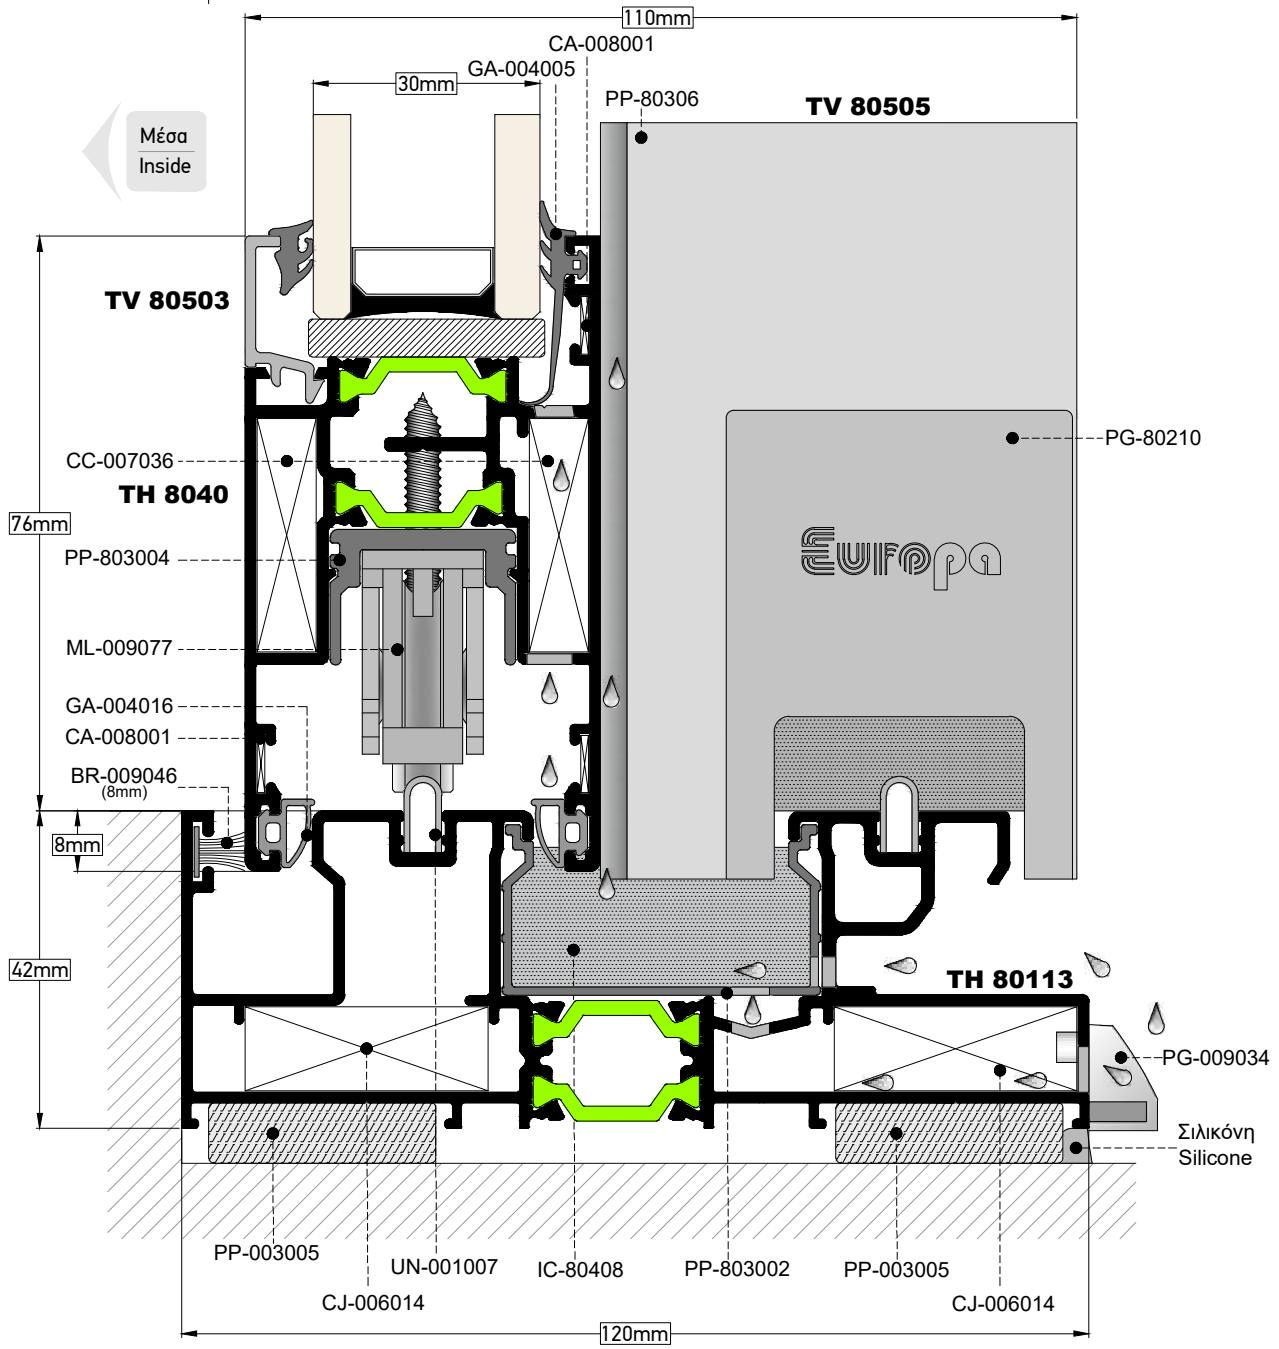 110mm
CA-008001
GA-004005
30mm
PP-80306
TV 80505
Μέσα
Inside
TV 80503
PG-80210
CC-007036
TH 8040
76mm
PP-803004
Europa
ML-009077
GA-004016
CA-008001
BR-009046
(8mm)
8mm
42mm
TH 80113
PG-009034
Σιλικόνη
Silicone
PP-003005
UN-001007
IC-80408
PP-803002
PP-003005
CJ-006014
CJ-006014
120mm